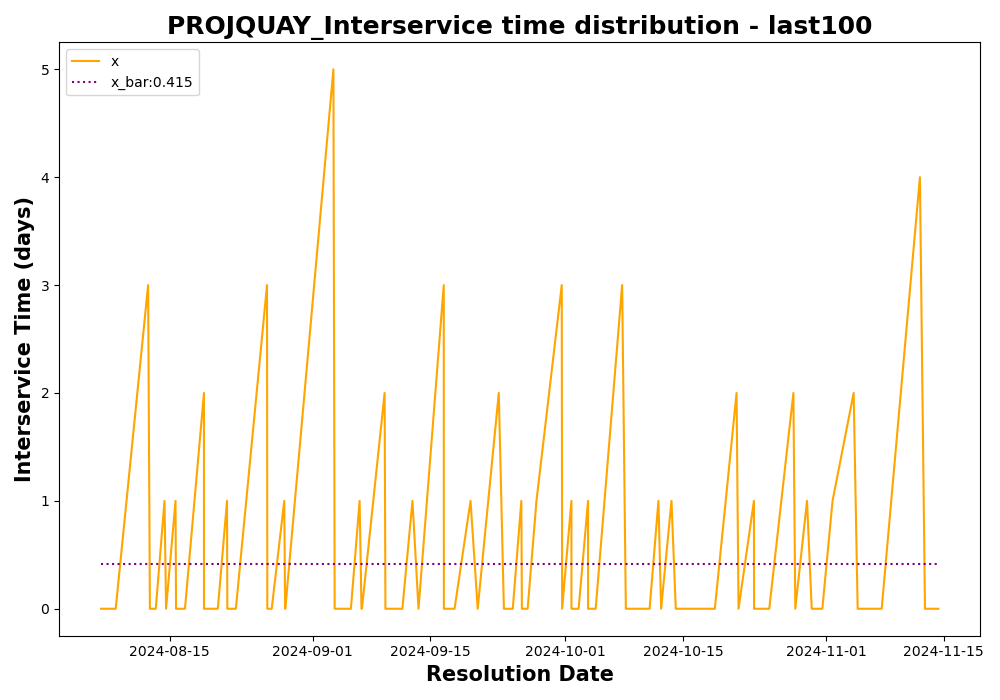 PROJQUAY_Interservice time distribution - last100
x
x_bar:0.415
Interservice Time (days)
5
4
3
2
1
0
2024-08-15
2024-09-01
2024-09-15
2024-10-01
2024-10-15
2024-11-01
2024-11-15
Resolution Date